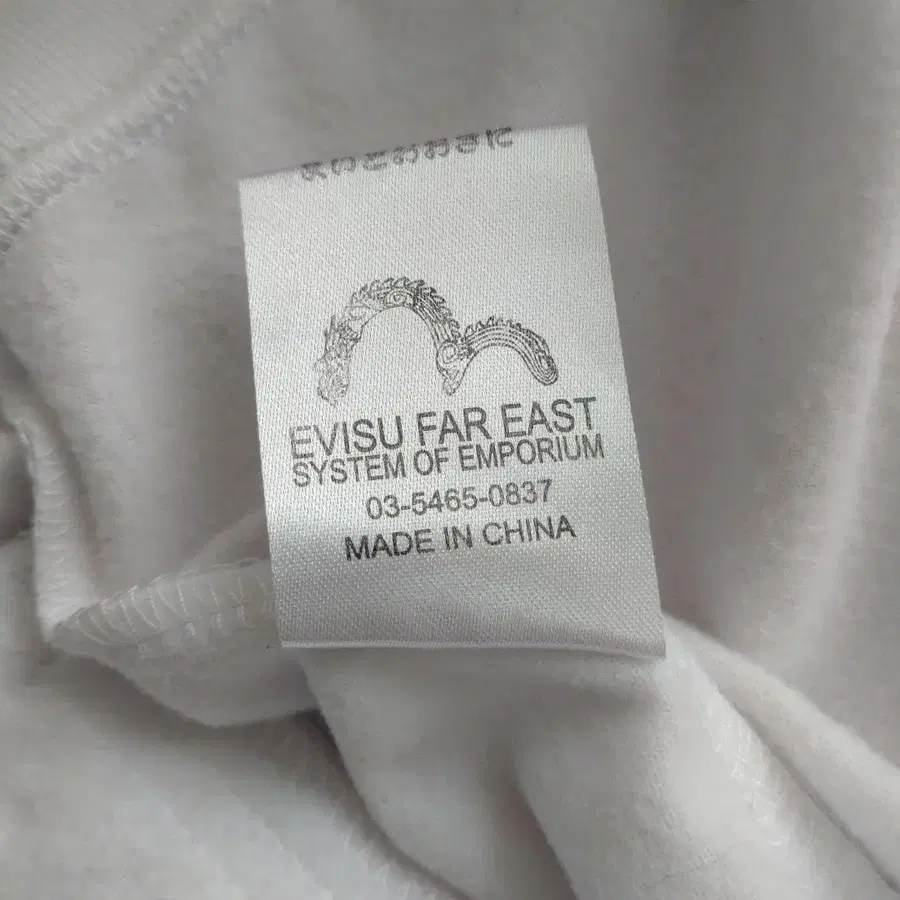 EVISU FAR EAST
SYSTEM OF EMPORIUM
03-5465-0837
MADE IN CHINA